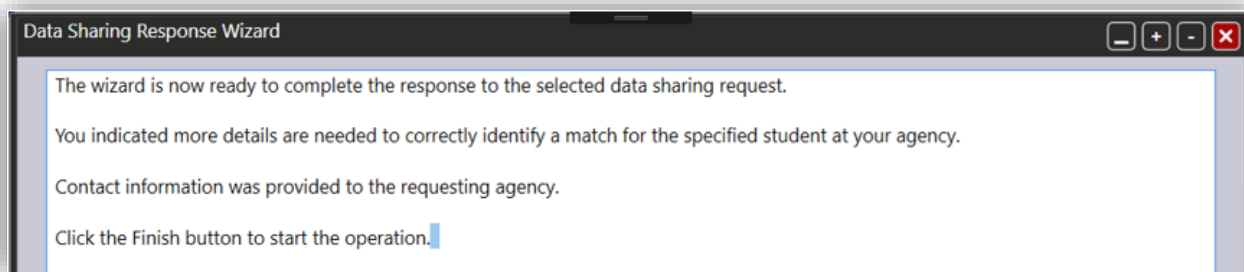 Data Sharing Response Wizard
The wizard is now ready to complete the response to the selected data sharing request.
You indicated more details are needed to correctly identify a match for the specified student at your agency.
Contact information was provided to the requesting agency.
Click the Finish button to start the operation.